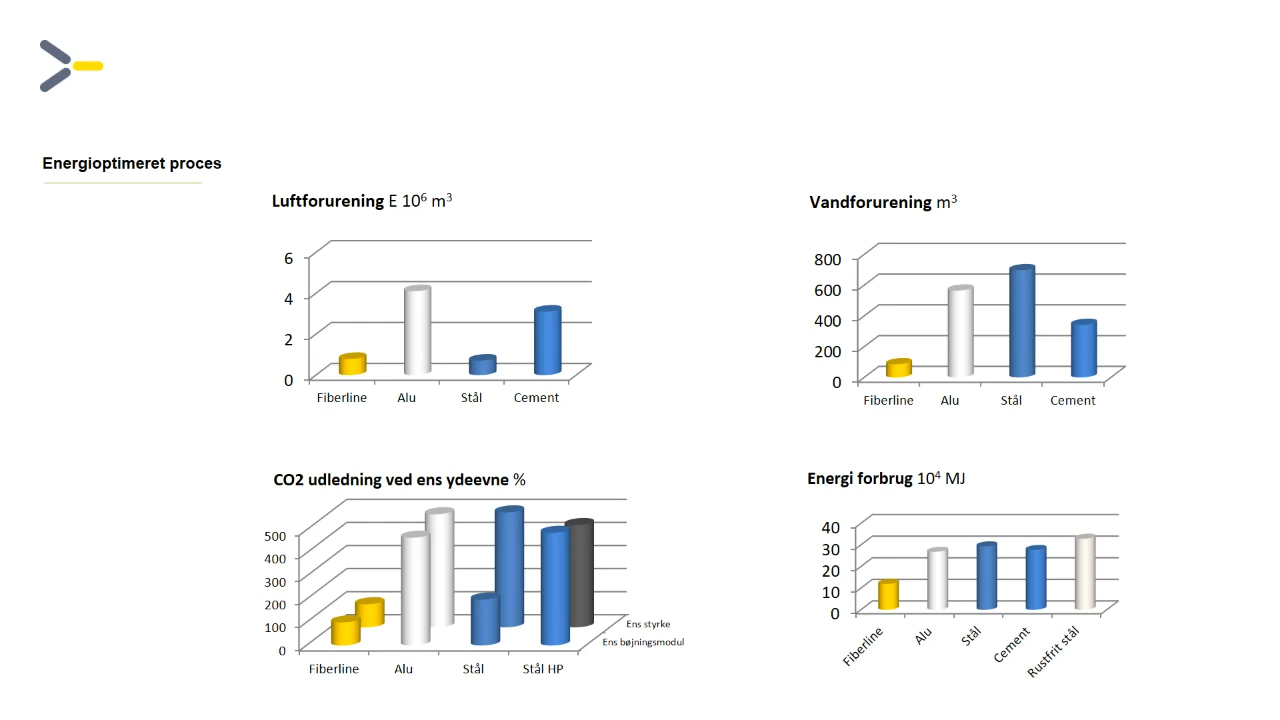 Energioptimeret proces
Luftforurening E 10⁶ m³
6
4
2
0
Fiberline Alu Stål Cement
Vandforurening m³
800
600
400
200
0
Fiberline Alu Stål Cement
CO2 udledning ved ens ydeevne %
500
400
300
200
100
0
Ens styrke
Ens bøjningsmodul
Fiberline Alu Stål Stål HP
Energi forbrug 10⁴ MJ
40
30
20
10
0
Fiberline Alu Stål Cement Rustfrit stål